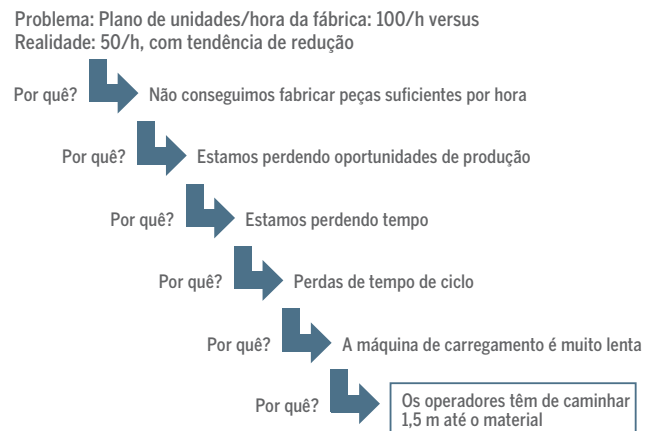 Problema: Plano de unidades/hora da fábrica: 100/h versus
Realidade: 50/h, com tendência de redução
Por quê? Não conseguimos fabricar peças suficientes por hora
Por quê? Estamos perdendo oportunidades de produção
Por quê? Estamos perdendo tempo
Por quê? Perdas de tempo de ciclo
Por quê? A máquina de carregamento é muito lenta
Por quê? Os operadores têm de caminhar
1,5 m até o material